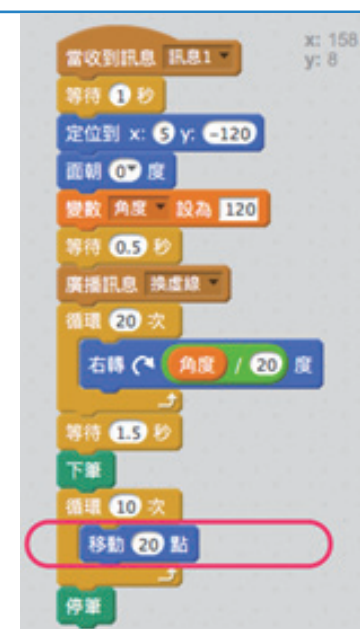 x: 158
y: 8
當收到訊息 訊息1
等待 1 秒
定位到 x: 5 y: -120
面朝 0 度
變數 角度 設為 120
等待 0.5 秒
廣播訊息 換虛線
循環 20 次
右轉 角度 / 20 度
等待 1.5 秒
下筆
循環 10 次
移動 20 點
停筆